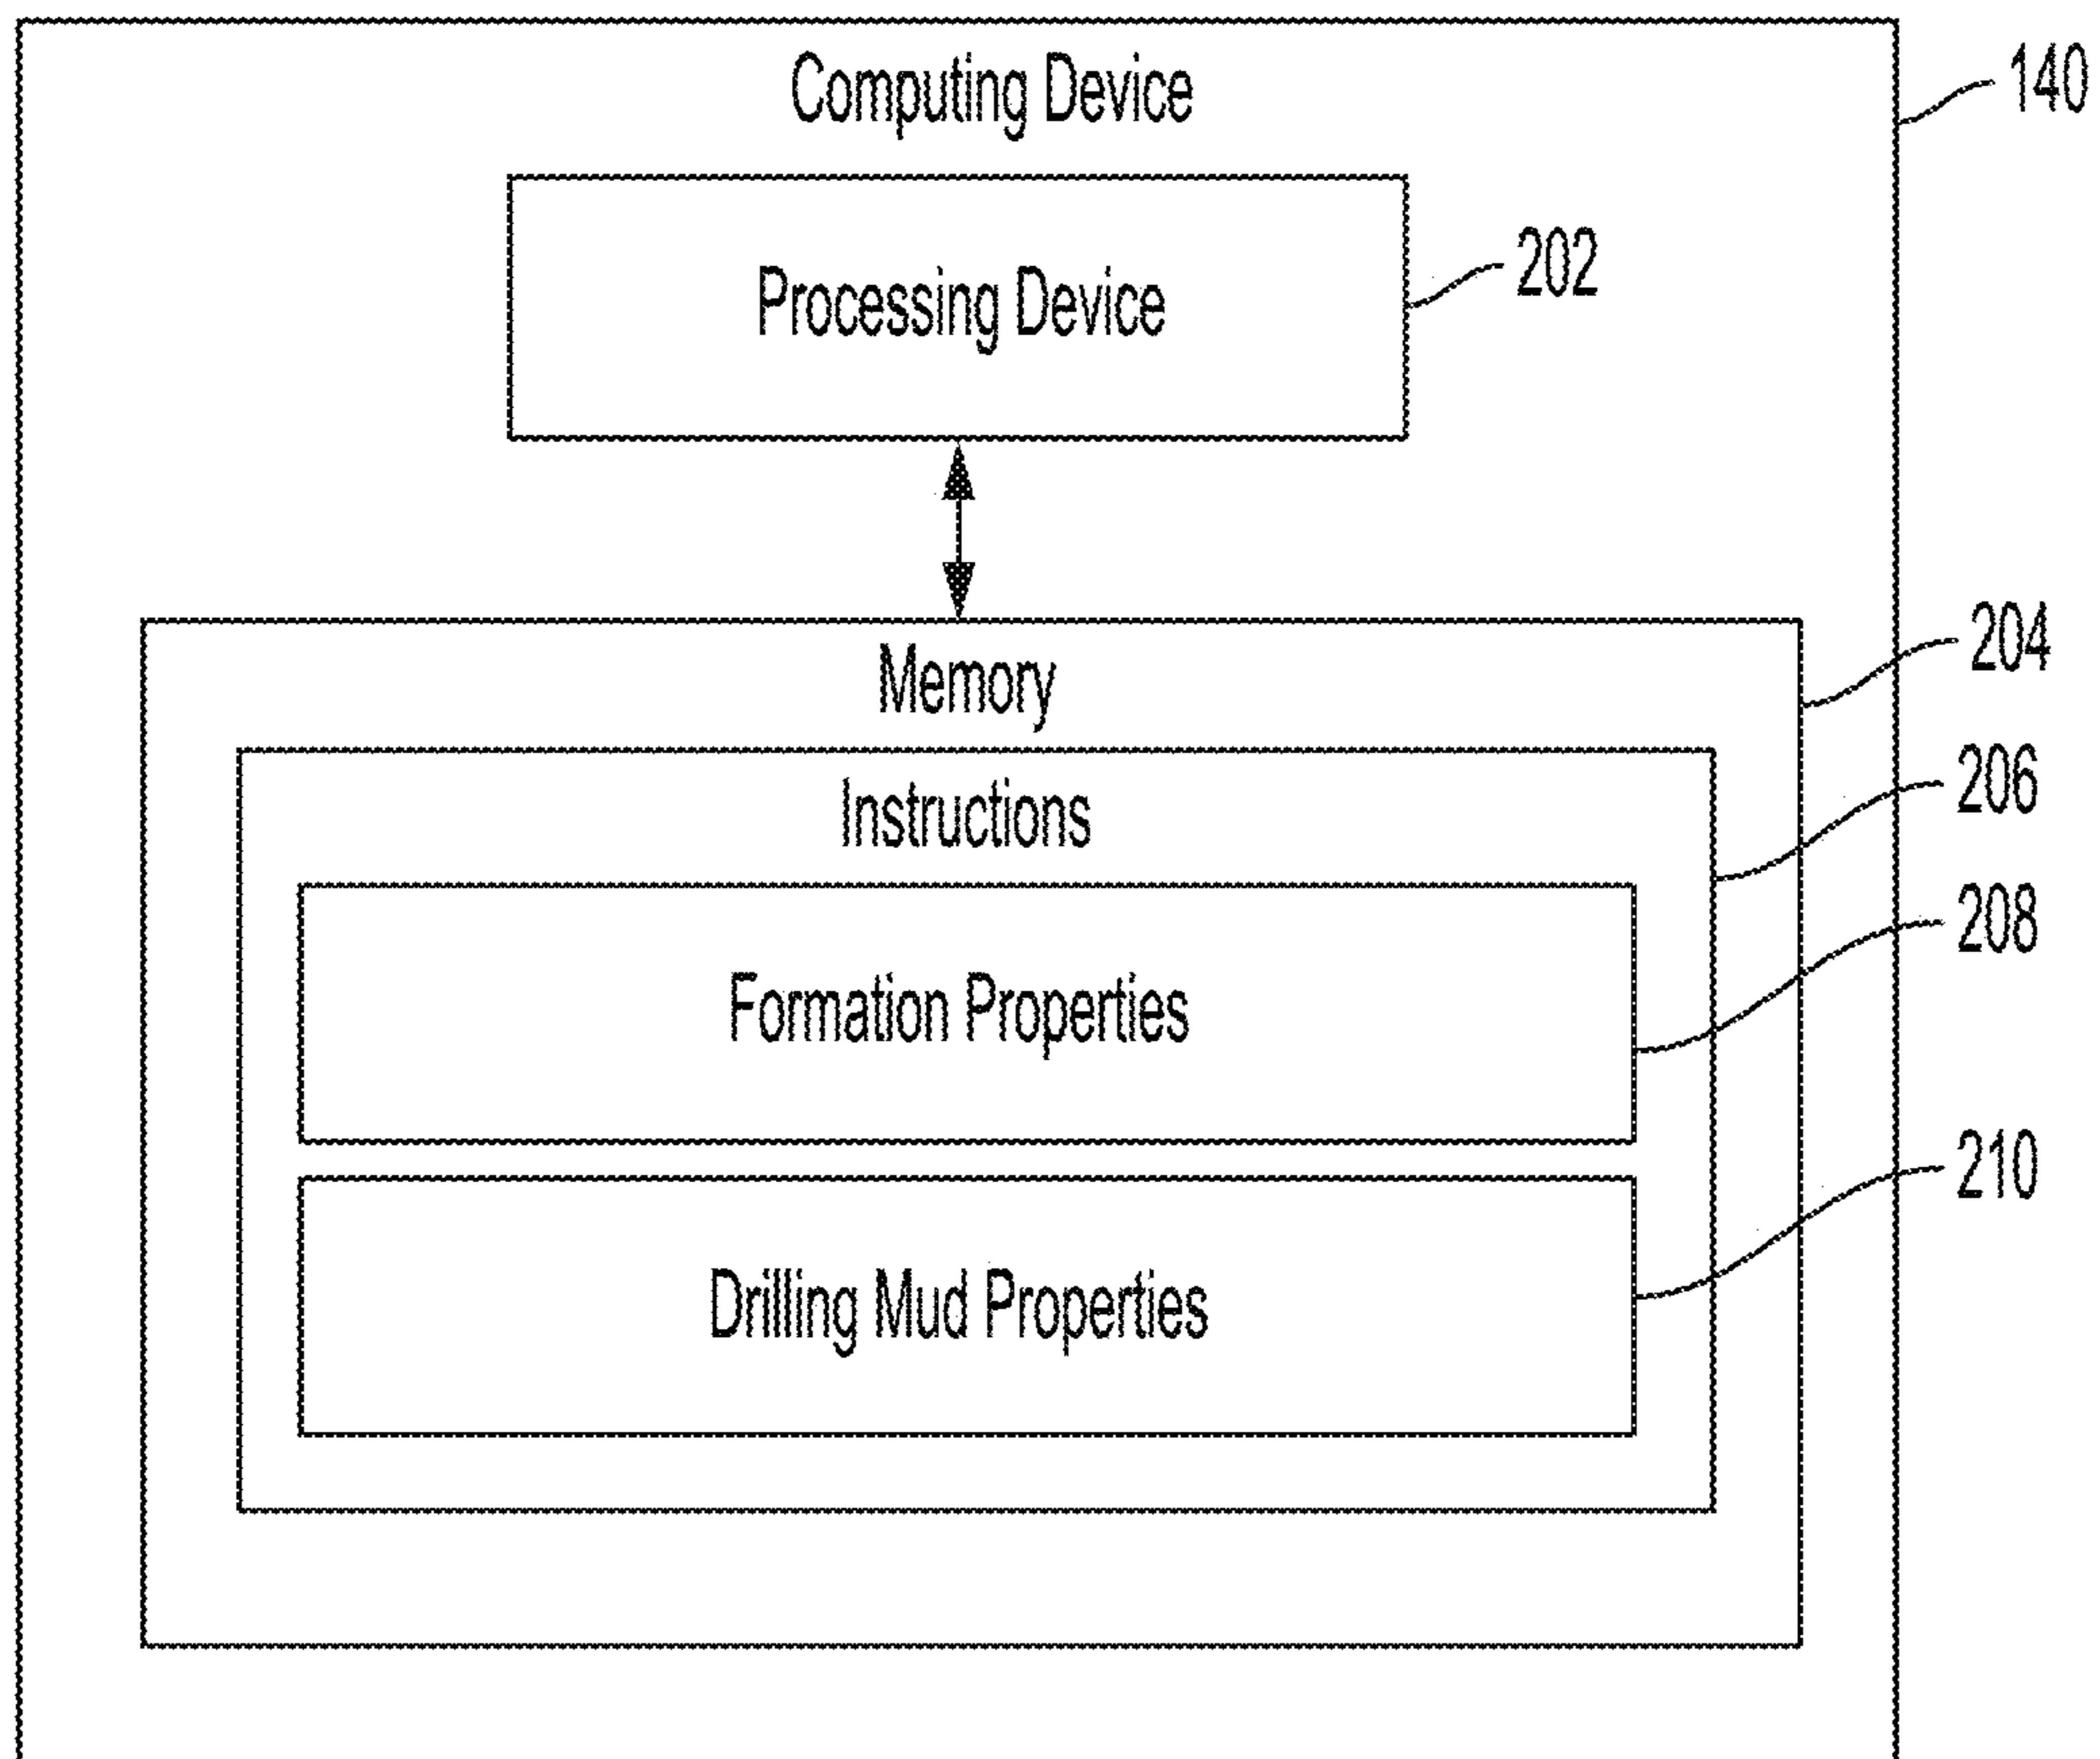 Computing Device
140
Processing Device
202
Memory
204
Instructions
206
Formation Properties
208
Drilling Mud Properties
210